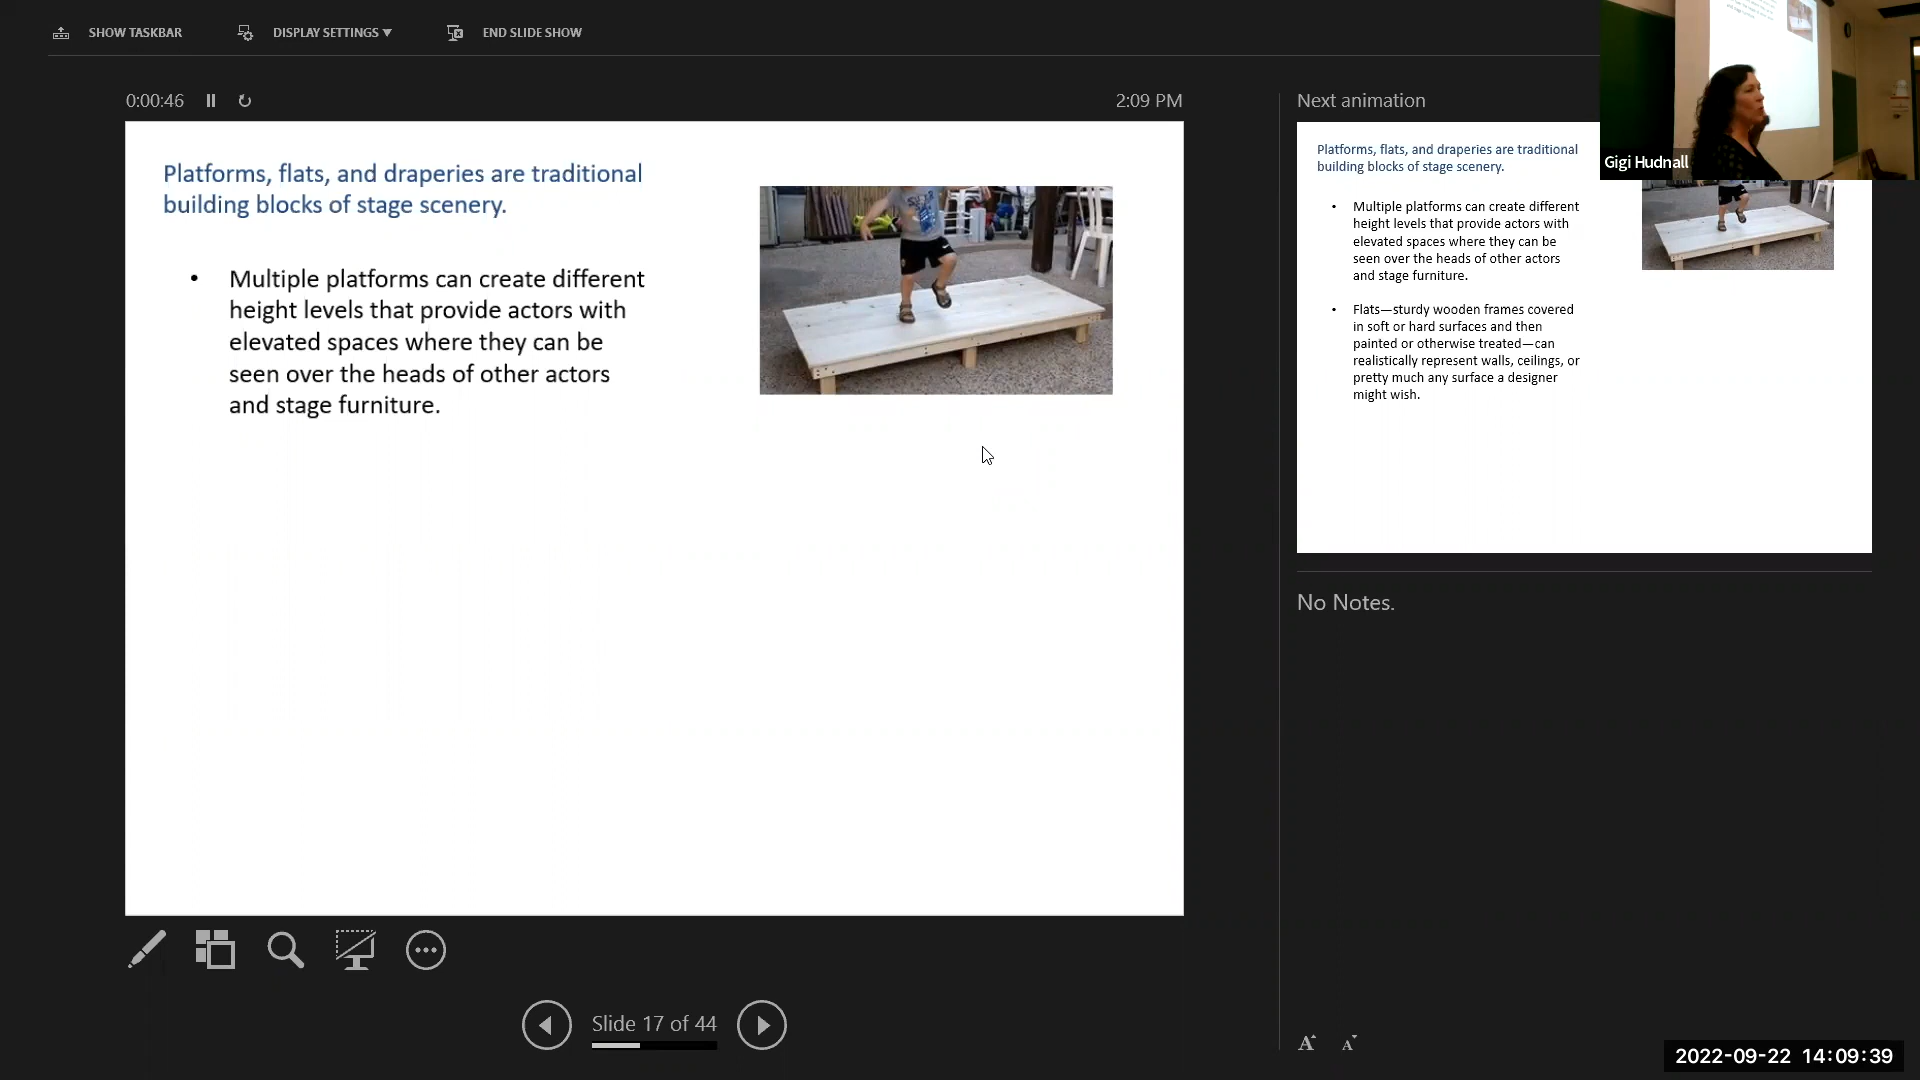 SHOW TASKBAR
DISPLAY SETTINGS ▼
END SLIDE SHOW
0:00:46
2:09 PM
Platforms, flats, and draperies are traditional
building blocks of stage scenery.
• Multiple platforms can create different
height levels that provide actors with
elevated spaces where they can be
seen over the heads of other actors
and stage furniture.
Slide 17 of 44
Next animation
Platforms, flats, and draperies are traditional
building blocks of stage scenery.
• Multiple platforms can create different
height levels that provide actors with
elevated spaces where they can be
seen over the heads of other actors
and stage furniture.
• Flats—sturdy wooden frames covered
in soft or hard surfaces and then
painted or otherwise treated—can
realistically represent walls, ceilings, or
pretty much any surface a designer
might wish.
Gigi Hudnall
No Notes.
A A
2022-09-22 14:09:39